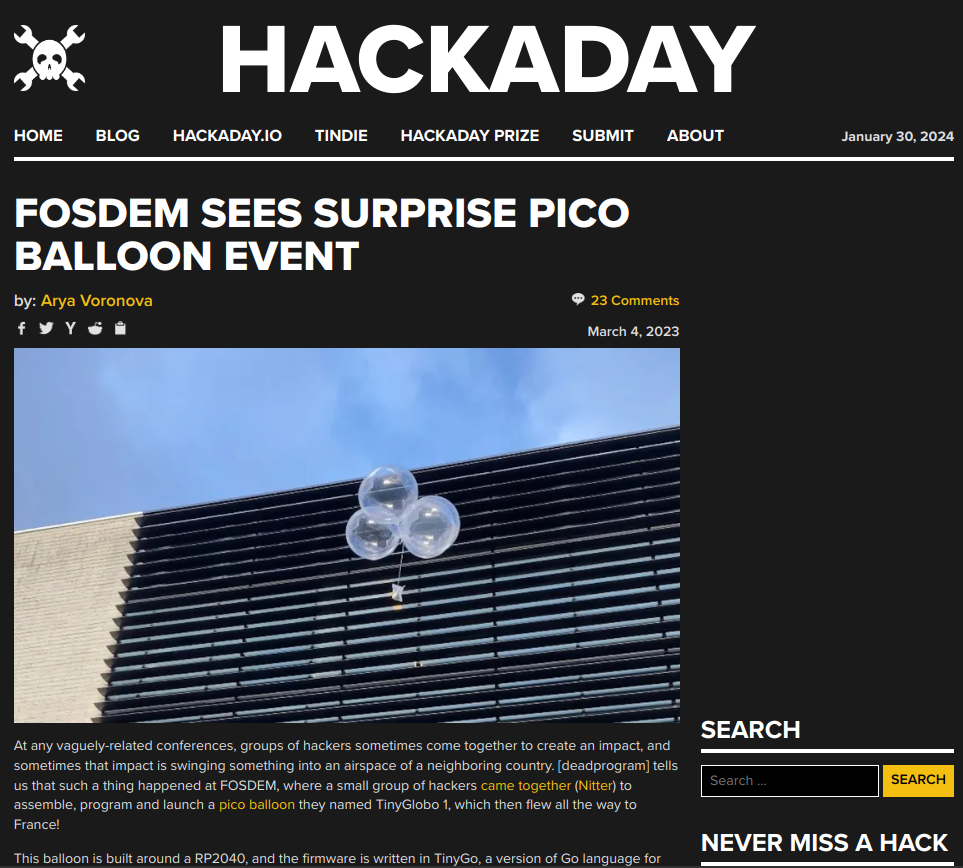 HACKADAY
HOME BLOG HACKADAY.IO TINDIE HACKADAY PRIZE SUBMIT ABOUT January 30, 2024
FOSDEM SEES SURPRISE PICO
BALLOON EVENT
by: Arya Voronova 23 Comments
March 4, 2023
At any vaguely-related conferences, groups of hackers sometimes come together to create an impact, and
sometimes that impact is swinging something into an airspace of a neighboring country. [deadprogram] tells
us that such a thing happened at FOSDEM, where a small group of hackers came together (Nitter) to
assemble, program and launch a pico balloon they named TinyGlobo 1, which then flew all the way to
France!
This balloon is built around a RP2040, and the firmware is written in TinyGo, a version of Go language for
SEARCH
Search ... SEARCH
NEVER MISS A HACK